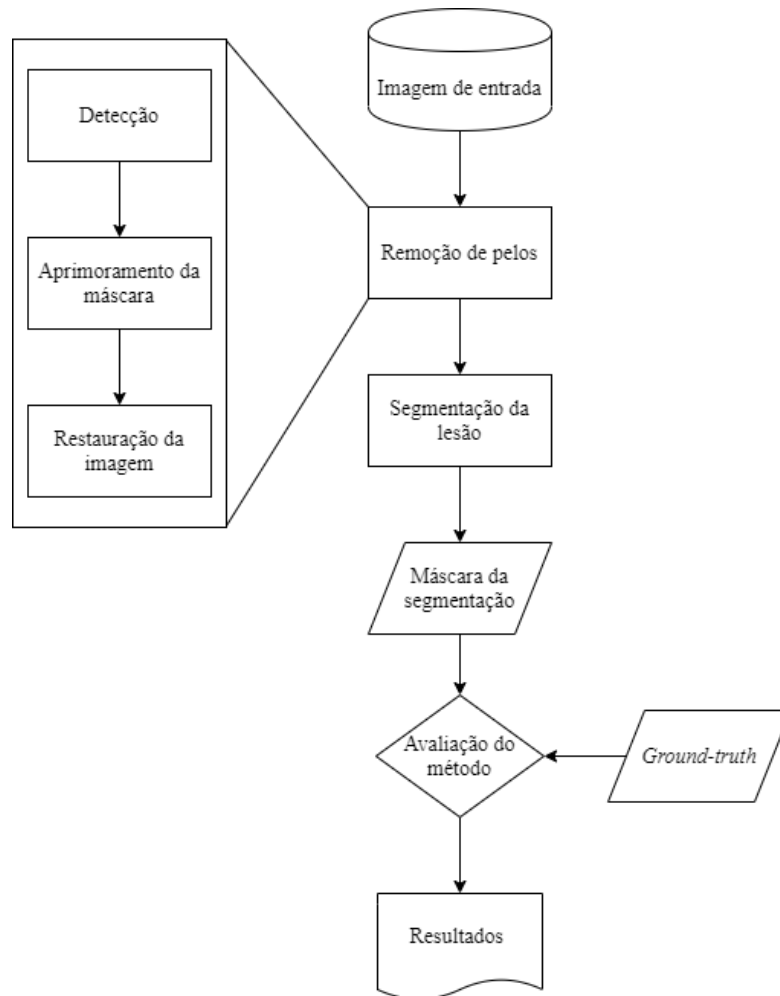 Imagem de entrada
Detecção
Remoção de pelos
Aprimoramento da
máscara
Segmentação da
lesão
Restauração da
imagem
Máscara da
segmentação
Avaliação do
método
Ground-truth
Resultados